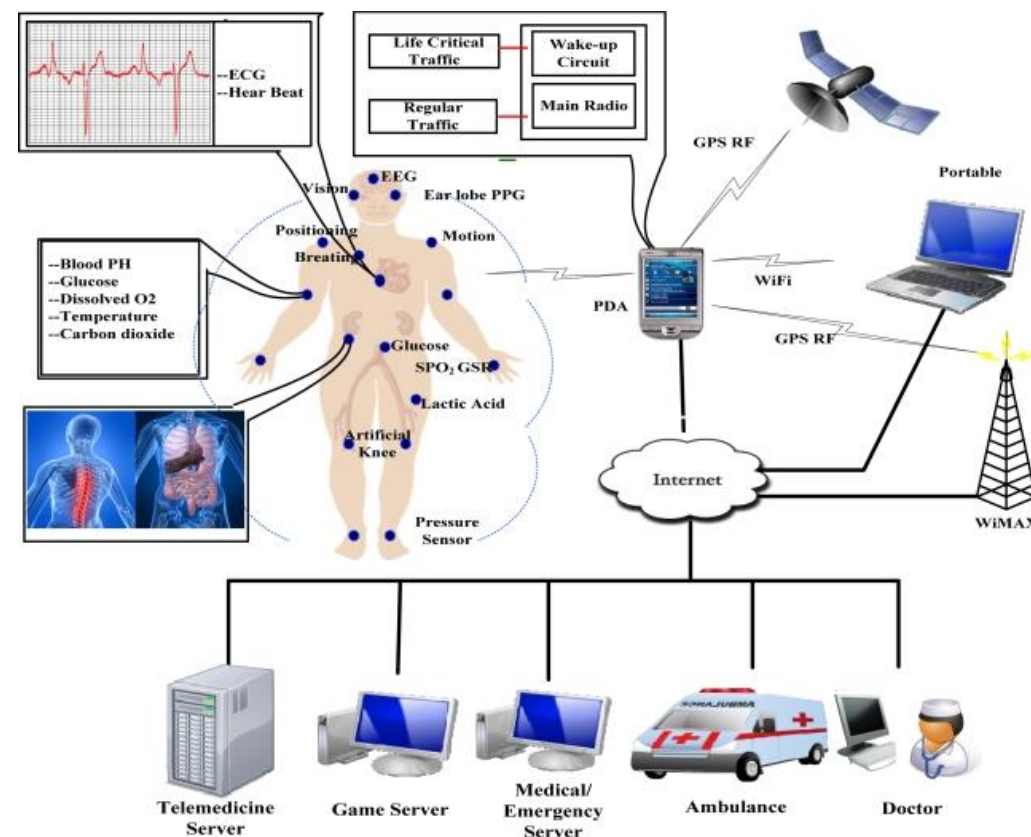 --ECG
--Hear Beat
Life Critical
Traffic
Wake-up
Circuit
Regular
Traffic
Main Radio
GPS RF
Portable
EEG
Vision
Ear lobe PPG
Positioning
Motion
Breating
--Blood PH
--Glucose
--Dissolved O2
--Temperature
--Carbon dioxide
PDA
WiFi
GPS RF
Glucose
SPO₂ GSR
Lactic Acid
Artificial
Knee
Internet
WiMAX
Pressure
Sensor
Telemedicine
Server
Game Server
Medical/
Emergency
Server
Ambulance
Doctor